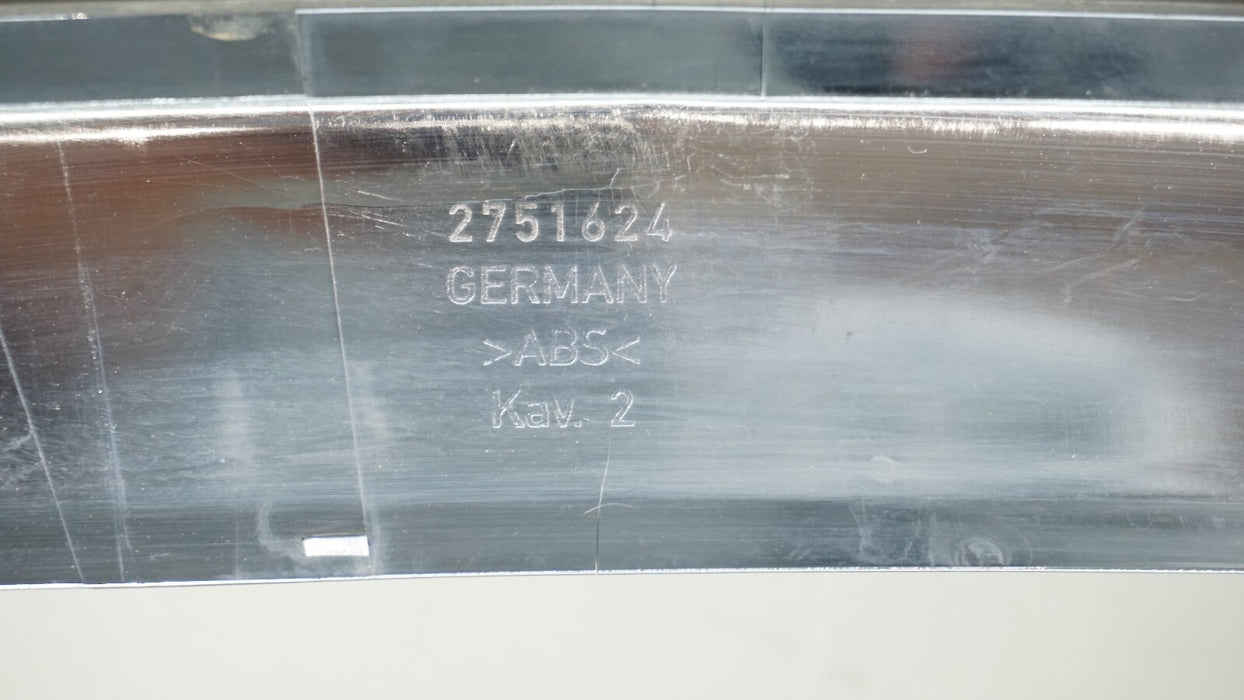 2751624
GERMANY
>ABS<
Kav. 2